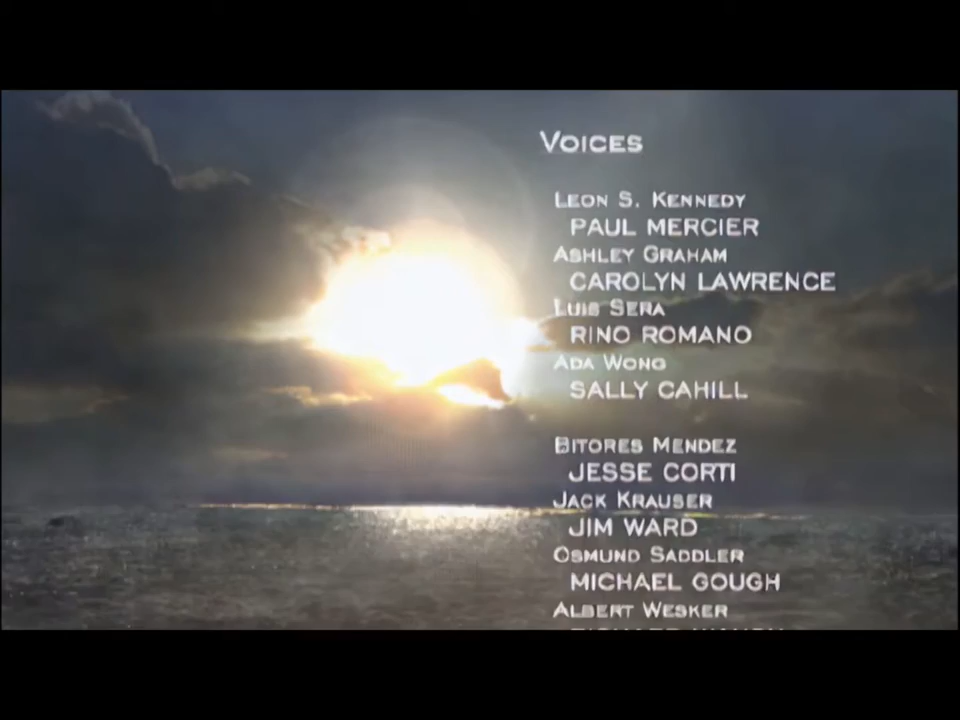 VOICES
LEON S. KENNEDY
PAUL MERCIER
ASHLEY GRAHAM
CAROLYN LAWRENCE
LUIS SERA
RINO ROMANO
ADA WONG
SALLY CAHILL
BITORES MENDEZ
JESSE CORTI
JACK KRAUSER
JIM WARD
OSMUND SADDLER
MICHAEL GOUGH
ALBERT WESKER